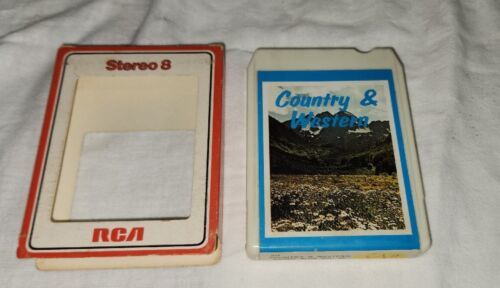 Stereo 8
RCA
Country &
Western